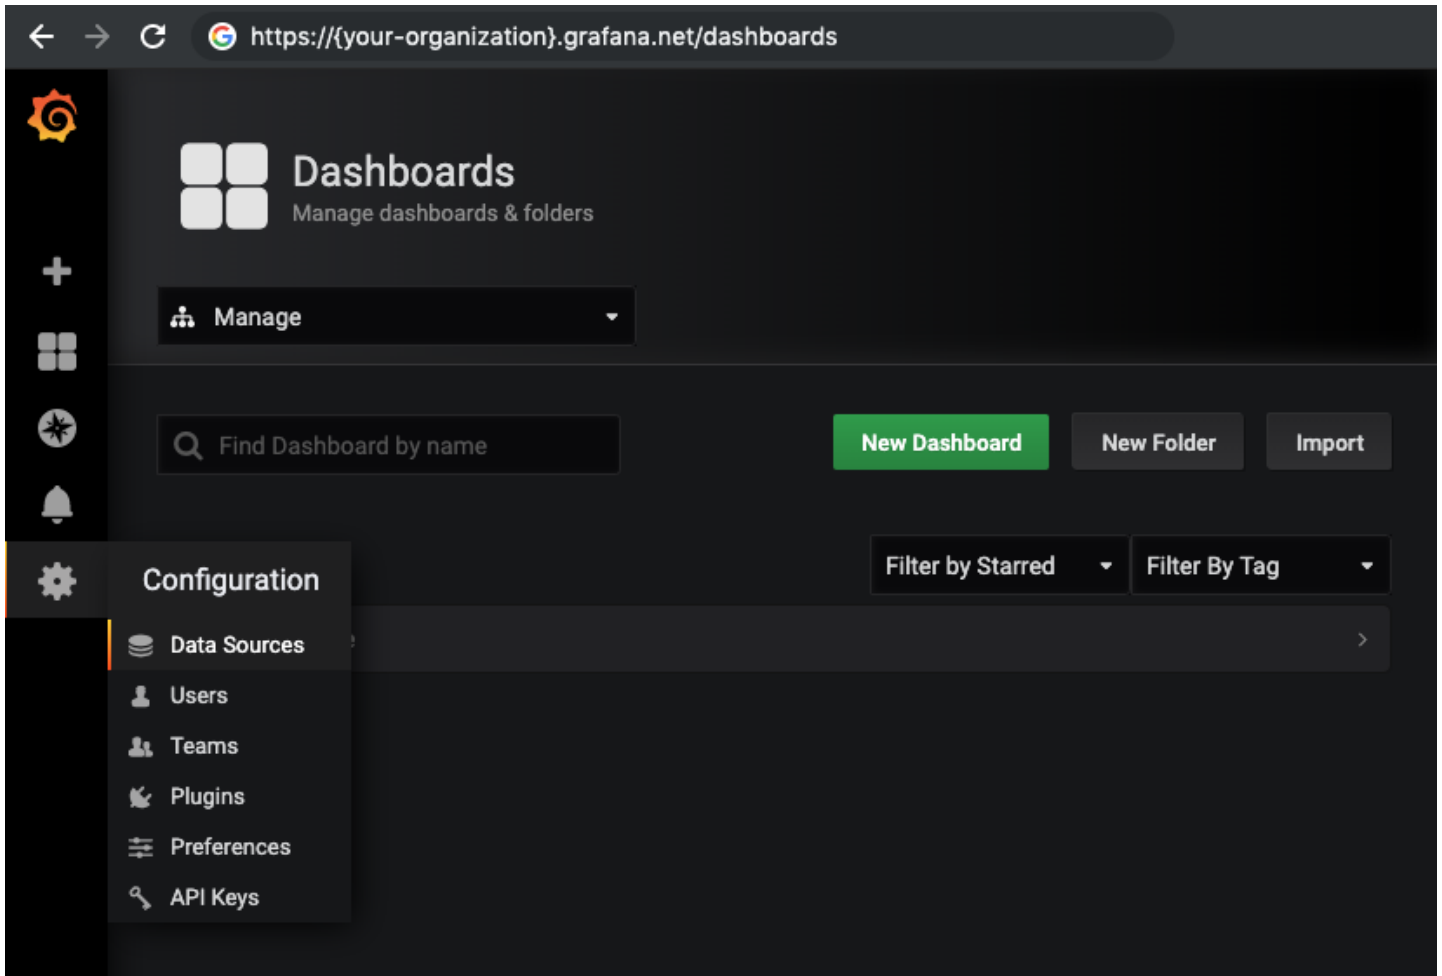 https://{your-organization}.grafana.net/dashboards
Dashboards
Manage dashboards & folders
Manage
Find Dashboard by name
New Dashboard
New Folder
Import
Filter by Starred
Filter By Tag
Configuration
Data Sources
Users
Teams
Plugins
Preferences
API Keys